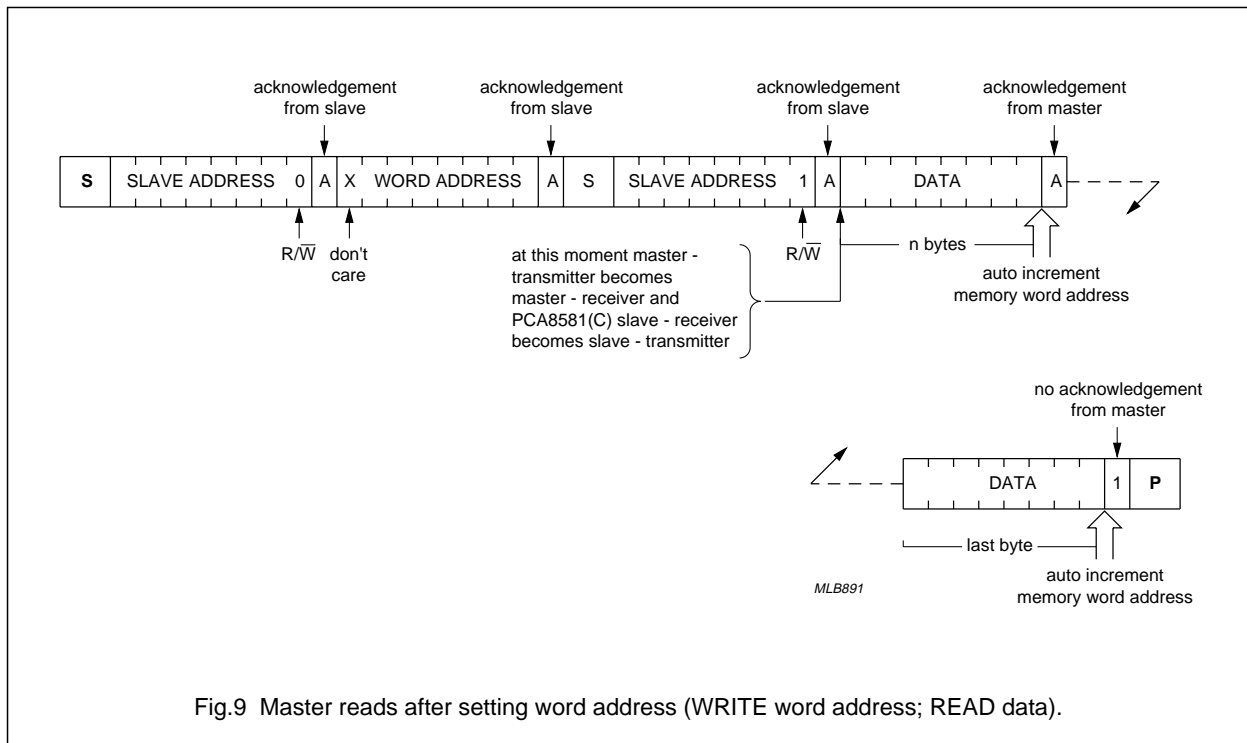 acknowledgement
from slave
acknowledgement
from slave
acknowledgement
from slave
acknowledgement
from master
S SLAVE ADDRESS 0 A X WORD ADDRESS A S SLAVE ADDRESS 1 A DATA A
R/W̅
don't
care
R/W̅
at this moment master -
transmitter becomes
master - receiver and
PCA8581(C) slave - receiver
becomes slave - transmitter
n bytes
auto increment
memory word address
no acknowledgement
from master
DATA 1 P
last byte
auto increment
memory word address
MLB891
Fig.9 Master reads after setting word address (WRITE word address; READ data).